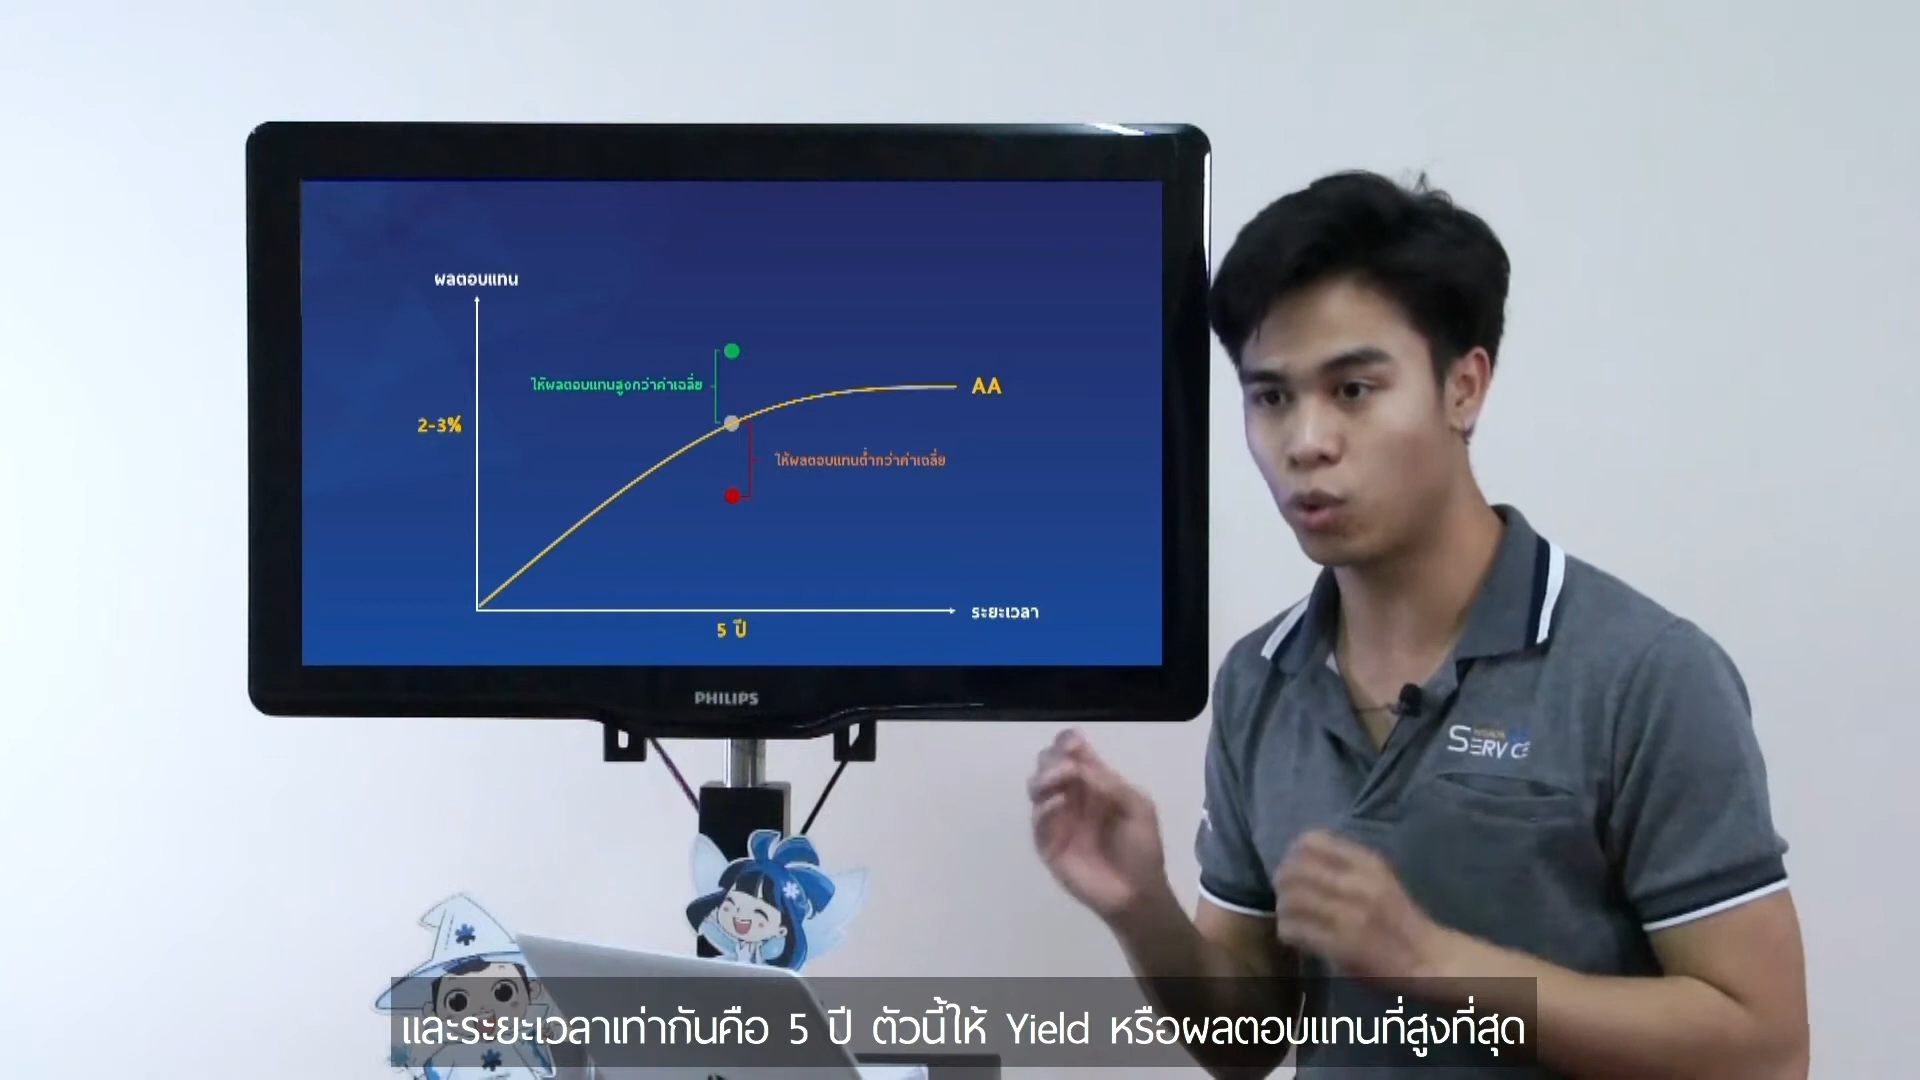 ผลตอบแทน
ให้ผลตอบแทนสูงกว่าค่าเฉลี่ย
AA
2-3%
ให้ผลตอบแทนต่ำกว่าค่าเฉลี่ย
ระยะเวลา
5 ปี
PHILIPS
และระยะเวลาเท่ากันคือ 5 ปี ตัวนี้ให้ Yield หรือผลตอบแทนที่สูงที่สุด